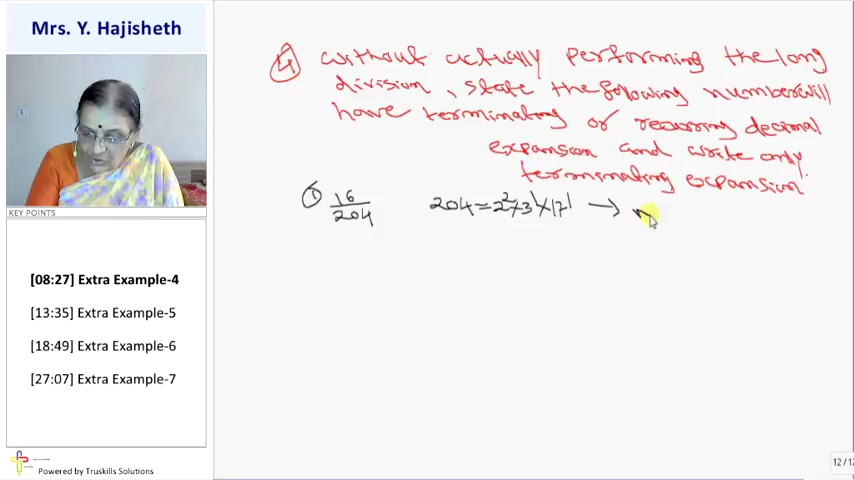 Mrs. Y. Hajisheth
KEY POINTS
[08:27] Extra Example-4
[13:35] Extra Example-5
[18:49] Extra Example-6
[27:07] Extra Example-7
Powered by Truskills Solutions
④ without actually performing the long
division, state the following number will
have terminating or recurring decimal
expansion and write only
terminating expansion.
① 16/204 204 = 2² × 3¹ × 17¹ →
12/12